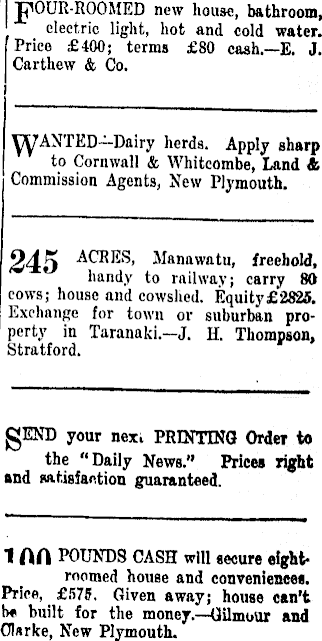 FOUR-ROOMED new house, bathroom,
electric light, hot and cold water.
Price £400; terms £80 cash.—E. J.
Carthew & Co.
WANTED—Dairy herds. Apply sharp
to Cornwall & Whitcombe, Land &
Commission Agents, New Plymouth.
245 ACRES, Manawatu, freehold,
handy to railway; carry 80
cows; house and cowshed. Equity £2825.
Exchange for town or suburban pro-
perty in Taranaki.—J. H. Thompson,
Stratford.
SEND your next PRINTING Order to
the "Daily News." Prices right
and satisfaction guaranteed.
100 POUNDS CASH will secure eight-
roomed house and conveniences.
Price, £575. Given away; house can't
be built for the money.—Gilmour and
Clarke, New Plymouth.